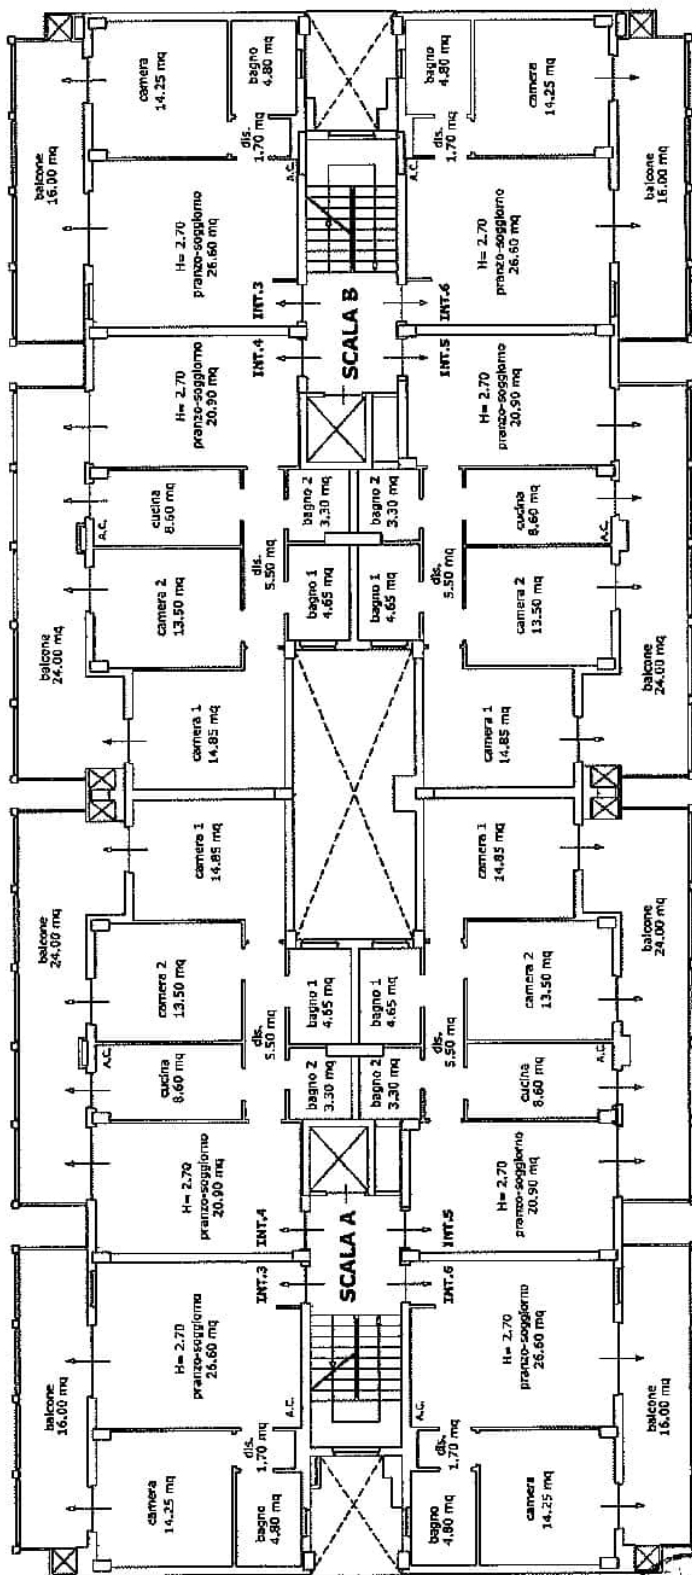 balcone
16.00 mq
camera
14.25 mq
H= 2.70
pranzo-soggiorno
26.60 mq
bagno
4.80 mq
dis.
1.70 mq
A.C.
INT.3
balcone
24.00 mq
H= 2.70
pranzo-soggiorno
20.90 mq
A.C.
cucina
8.60 mq
camera 2
13.50 mq
camera 1
14.85 mq
INT.4
dis.
5.50 mq
bagno 2
3.30 mq
bagno 1
4.65 mq
balcone
24.00 mq
camera 1
14.85 mq
camera 2
13.50 mq
A.C.
cucina
8.60 mq
H= 2.70
pranzo-soggiorno
20.90 mq
dis.
5.50 mq
bagno 1
4.65 mq
bagno 2
3.30 mq
INT.4
balcone
16.00 mq
H= 2.70
pranzo-soggiorno
26.60 mq
camera
14.25 mq
INT.3
A.C.
dis.
1.70 mq
bagno
4.80 mq
SCALA A
SCALA B
bagno
4.80 mq
dis.
1.70 mq
A.C.
INT.6
camera
14.25 mq
H= 2.70
pranzo-soggiorno
26.60 mq
balcone
16.00 mq
INT.5
bagno 2
3.30 mq
bagno 1
4.65 mq
dis.
5.50 mq
H= 2.70
pranzo-soggiorno
20.90 mq
cucina
8.60 mq
A.C.
camera 2
13.50 mq
camera 1
14.85 mq
balcone
24.00 mq
bagno 1
4.65 mq
bagno 2
3.30 mq
dis.
5.50 mq
INT.5
camera 1
14.85 mq
camera 2
13.50 mq
cucina
8.60 mq
A.C.
H= 2.70
pranzo-soggiorno
20.90 mq
balcone
24.00 mq
INT.6
A.C.
dis.
1.70 mq
bagno
4.80 mq
H= 2.70
pranzo-soggiorno
26.60 mq
camera
14.25 mq
balcone
16.00 mq